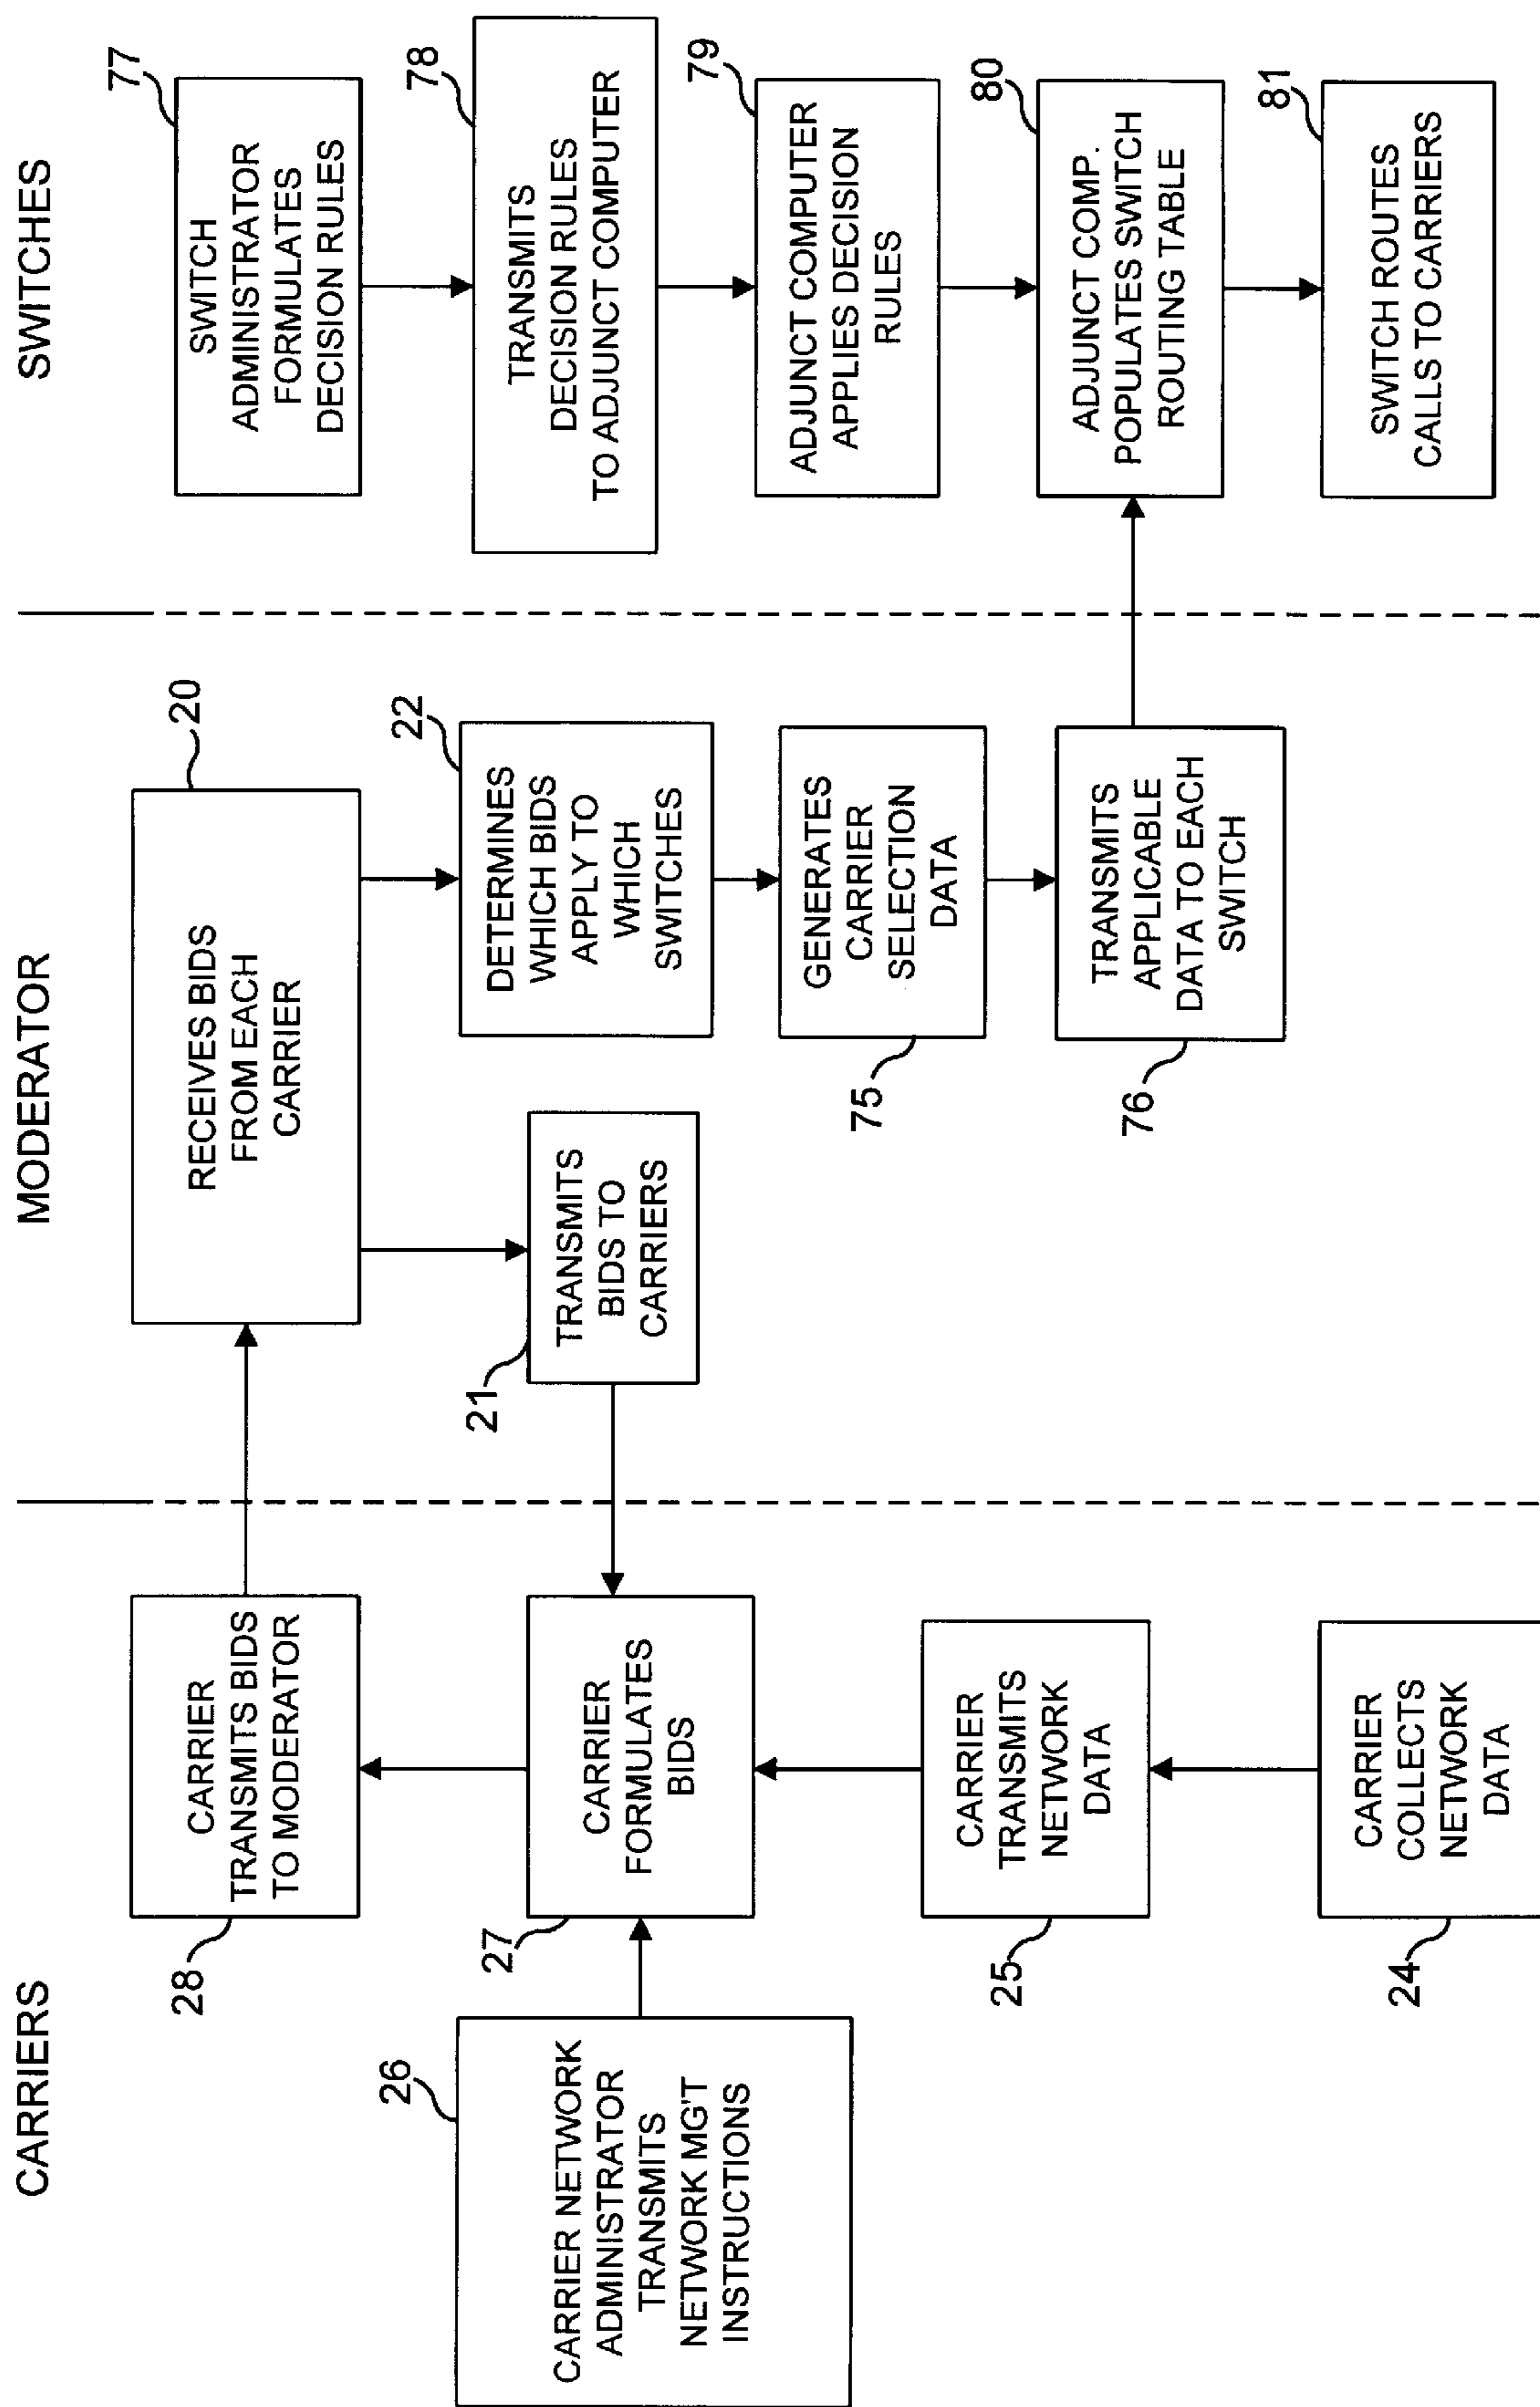 CARRIERS
28
CARRIER
TRANSMITS BIDS
TO MODERATOR
26
CARRIER NETWORK
ADMINISTRATOR
TRANSMITS
NETWORK MG'T
INSTRUCTIONS
27
CARRIER
FORMULATES
BIDS
25
CARRIER
TRANSMITS
NETWORK
DATA
24
CARRIER
COLLECTS
NETWORK
DATA
MODERATOR
20
RECEIVES BIDS
FROM EACH
CARRIER
21
TRANSMITS
BIDS TO
CARRIERS
22
DETERMINES
WHICH BIDS
APPLY TO
WHICH
SWITCHES
75
GENERATES
CARRIER
SELECTION
DATA
76
TRANSMITS
APPLICABLE
DATA TO EACH
SWITCH
SWITCHES
77
SWITCH
ADMINISTRATOR
FORMULATES
DECISION RULES
78
TRANSMITS
DECISION RULES
TO ADJUNCT COMPUTER
79
ADJUNCT COMPUTER
APPLIES DECISION
RULES
80
ADJUNCT COMP.
POPULATES SWITCH
ROUTING TABLE
81
SWITCH ROUTES
CALLS TO CARRIERS